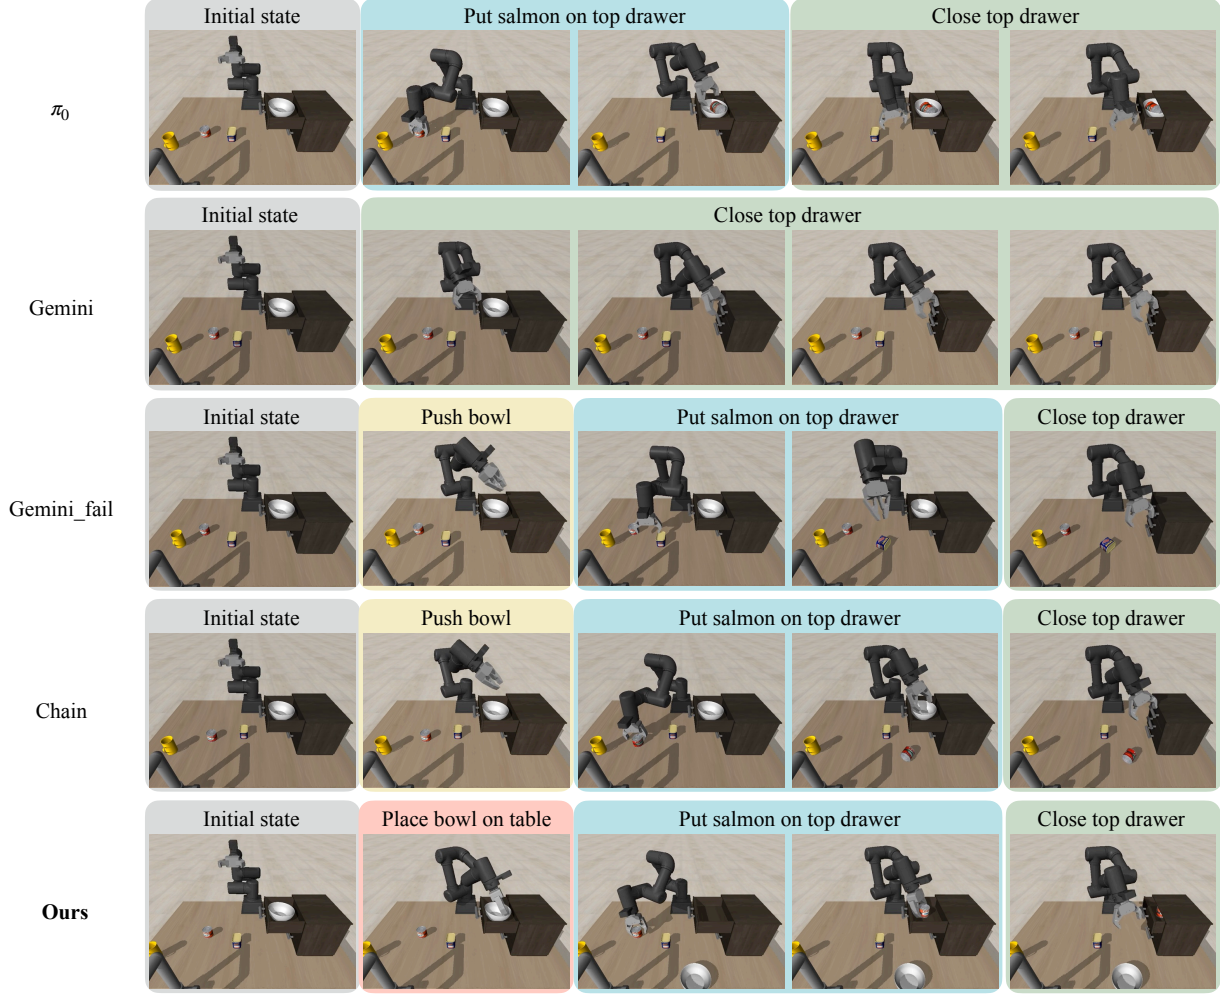 Initial state Put salmon on top drawer Close top drawer
π₀
Initial state Close top drawer
Gemini
Initial state Push bowl Put salmon on top drawer Close top drawer
Gemini_fail
Initial state Push bowl Put salmon on top drawer Close top drawer
Chain
Initial state Place bowl on table Put salmon on top drawer Close top drawer
Ours